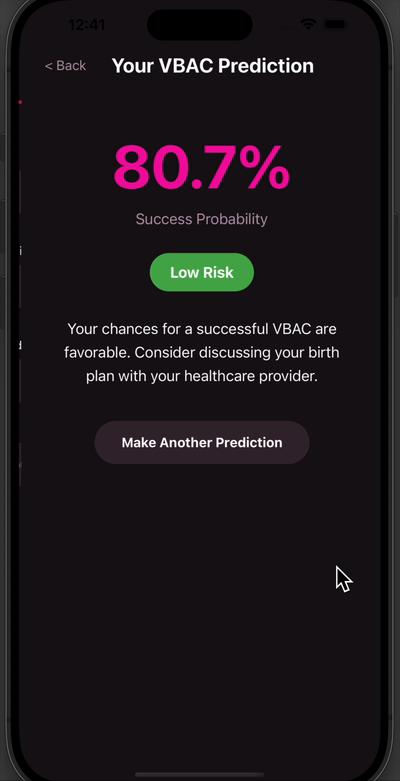 12:41
< Back
Your VBAC Prediction
80.7%
Success Probability
Low Risk
Your chances for a successful VBAC are
favorable. Consider discussing your birth
plan with your healthcare provider.
Make Another Prediction